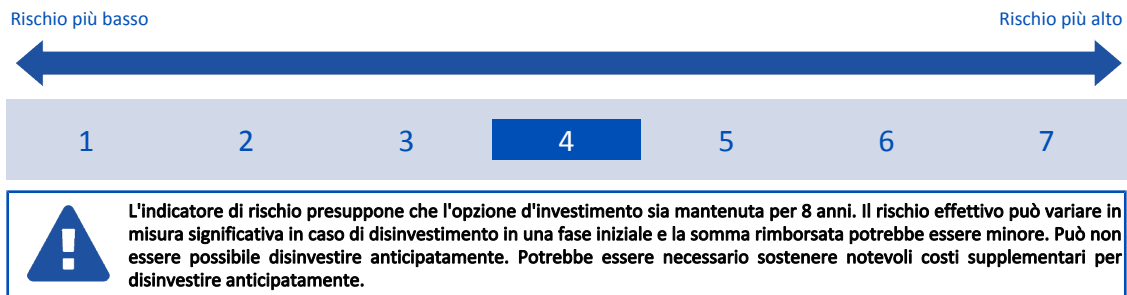 Rischio più basso Rischio più alto
1 2 3 4 5 6 7
L'indicatore di rischio presuppone che l'opzione d'investimento sia mantenuta per 8 anni. Il rischio effettivo può variare in
misura significativa in caso di disinvestimento in una fase iniziale e la somma rimborsata potrebbe essere minore. Può non
essere possibile disinvestire anticipatamente. Potrebbe essere necessario sostenere notevoli costi supplementari per
disinvestire anticipatamente.